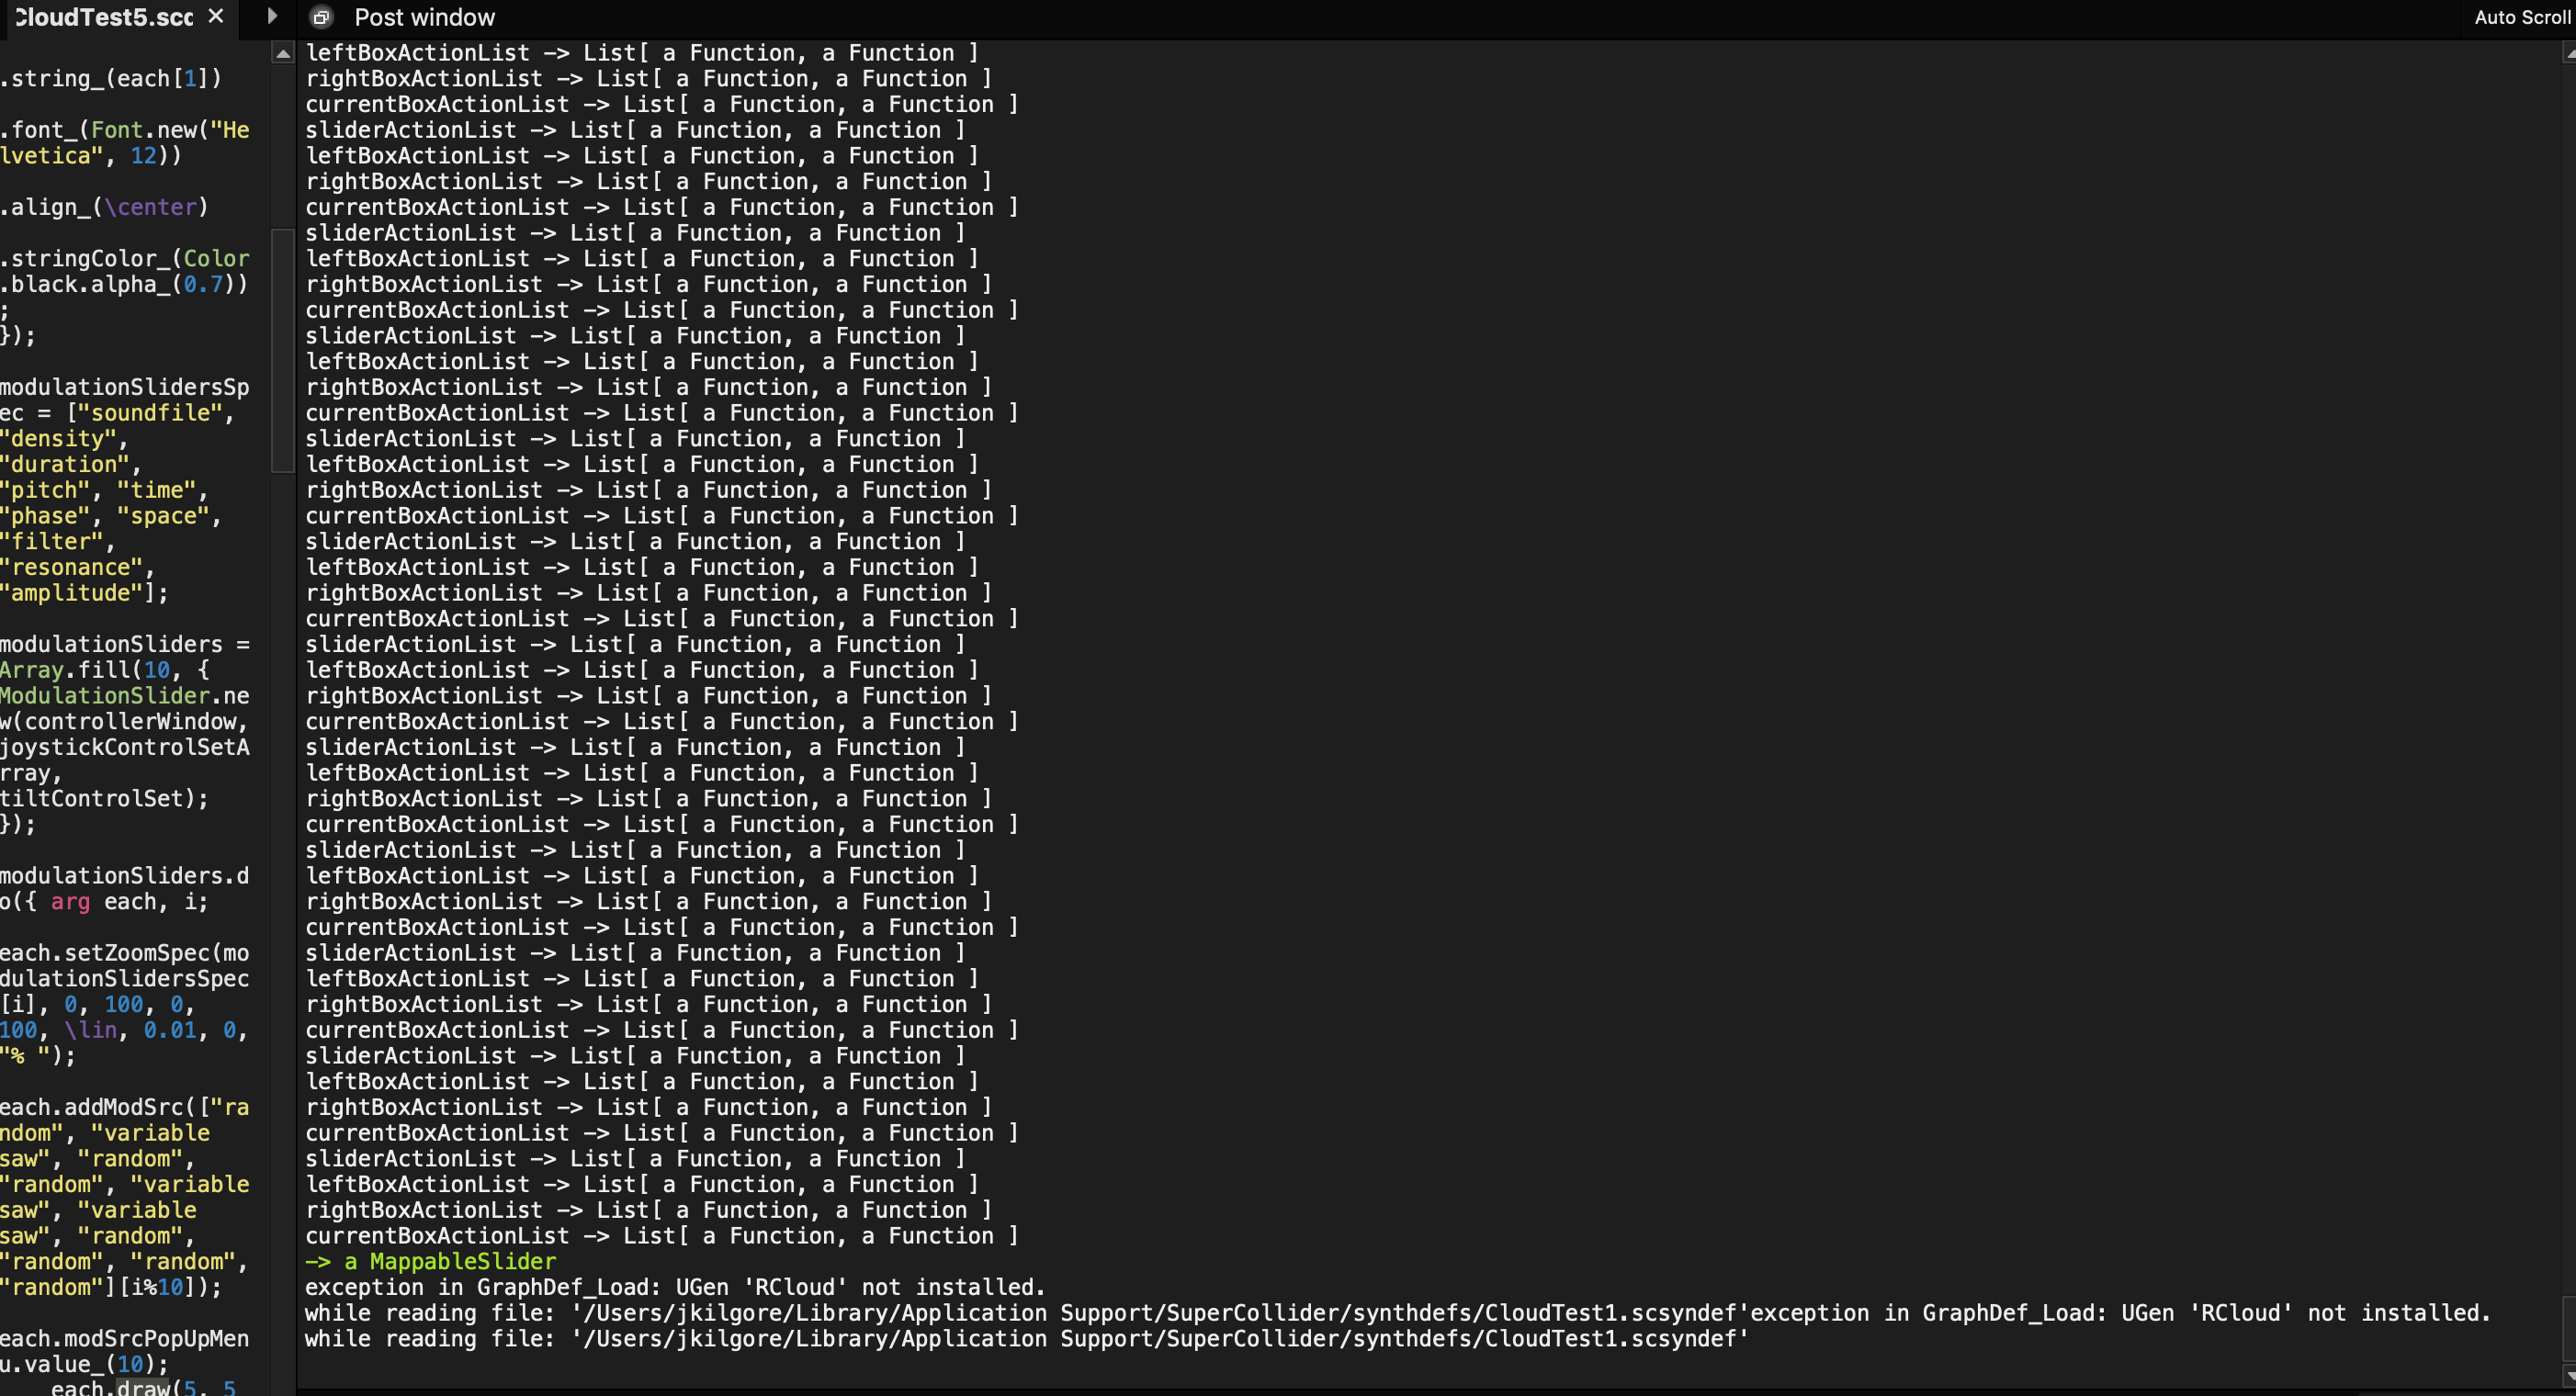 CloudTest5.scc ×
Post window
Auto Scroll
.string_(each[1])
.font_(Font.new("He
lvetica", 12))
.align_(\center)
.stringColor_(Color
.black.alpha_(0.7))
;
});
modulationSlidersSp
ec = ["soundfile",
"density",
"duration",
"pitch", "time",
"phase", "space",
"filter",
"resonance",
"amplitude"];
modulationSliders =
Array.fill(10, {
ModulationSlider.ne
w(controllerWindow,
joystickControlSetA
rray,
tiltControlSet);
});
modulationSliders.d
o({ arg each, i;
each.setZoomSpec(mo
dulationSlidersSpec
[i], 0, 100, 0,
100, \lin, 0.01, 0,
"% ");
each.addModSrc(["ra
ndom", "variable
saw", "random",
"random", "variable
saw", "variable
saw", "random",
"random", "random",
"random"][i%10]);
each.modSrcPopUpMen
u.value_(10);
each.draw(5, 5
leftBoxActionList -> List[ a Function, a Function ]
rightBoxActionList -> List[ a Function, a Function ]
currentBoxActionList -> List[ a Function, a Function ]
sliderActionList -> List[ a Function, a Function ]
leftBoxActionList -> List[ a Function, a Function ]
rightBoxActionList -> List[ a Function, a Function ]
currentBoxActionList -> List[ a Function, a Function ]
sliderActionList -> List[ a Function, a Function ]
leftBoxActionList -> List[ a Function, a Function ]
rightBoxActionList -> List[ a Function, a Function ]
currentBoxActionList -> List[ a Function, a Function ]
sliderActionList -> List[ a Function, a Function ]
leftBoxActionList -> List[ a Function, a Function ]
rightBoxActionList -> List[ a Function, a Function ]
currentBoxActionList -> List[ a Function, a Function ]
sliderActionList -> List[ a Function, a Function ]
leftBoxActionList -> List[ a Function, a Function ]
rightBoxActionList -> List[ a Function, a Function ]
currentBoxActionList -> List[ a Function, a Function ]
sliderActionList -> List[ a Function, a Function ]
leftBoxActionList -> List[ a Function, a Function ]
rightBoxActionList -> List[ a Function, a Function ]
currentBoxActionList -> List[ a Function, a Function ]
sliderActionList -> List[ a Function, a Function ]
leftBoxActionList -> List[ a Function, a Function ]
rightBoxActionList -> List[ a Function, a Function ]
currentBoxActionList -> List[ a Function, a Function ]
sliderActionList -> List[ a Function, a Function ]
leftBoxActionList -> List[ a Function, a Function ]
rightBoxActionList -> List[ a Function, a Function ]
currentBoxActionList -> List[ a Function, a Function ]
sliderActionList -> List[ a Function, a Function ]
leftBoxActionList -> List[ a Function, a Function ]
rightBoxActionList -> List[ a Function, a Function ]
currentBoxActionList -> List[ a Function, a Function ]
sliderActionList -> List[ a Function, a Function ]
leftBoxActionList -> List[ a Function, a Function ]
rightBoxActionList -> List[ a Function, a Function ]
currentBoxActionList -> List[ a Function, a Function ]
sliderActionList -> List[ a Function, a Function ]
leftBoxActionList -> List[ a Function, a Function ]
rightBoxActionList -> List[ a Function, a Function ]
currentBoxActionList -> List[ a Function, a Function ]
sliderActionList -> List[ a Function, a Function ]
leftBoxActionList -> List[ a Function, a Function ]
rightBoxActionList -> List[ a Function, a Function ]
currentBoxActionList -> List[ a Function, a Function ]
-> a MappableSlider
exception in GraphDef_Load: UGen 'RCloud' not installed.
while reading file: '/Users/jkilgore/Library/Application Support/SuperCollider/synthdefs/CloudTest1.scsyndef'exception in GraphDef_Load: UGen 'RCloud' not installed.
while reading file: '/Users/jkilgore/Library/Application Support/SuperCollider/synthdefs/CloudTest1.scsyndef'